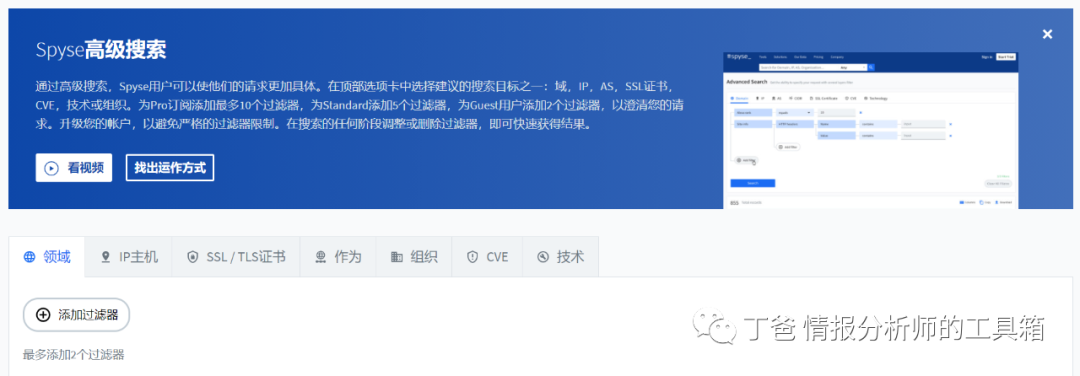 Spyse高级搜索
通过高级搜索，Spyse用户可以使他们的请求更加具体。在顶部选项卡中选择建议的搜索目标之一：域，IP，AS，SSL证书，
CVE，技术或组织。为Pro订阅添加最多10个过滤器，为Standard添加5个过滤器，为Guest用户添加2个过滤器，以澄清您的请
求。升级您的帐户，以避免严格的过滤器限制。在搜索的任何阶段调整或删除过滤器，即可快速获得结果。
看视频 找出运作方式
spyse_
Advanced Search
领域 IP主机 SSL / TLS证书 作为 组织 CVE 技术
添加过滤器
最多添加2个过滤器
丁爸 情报分析师的工具箱